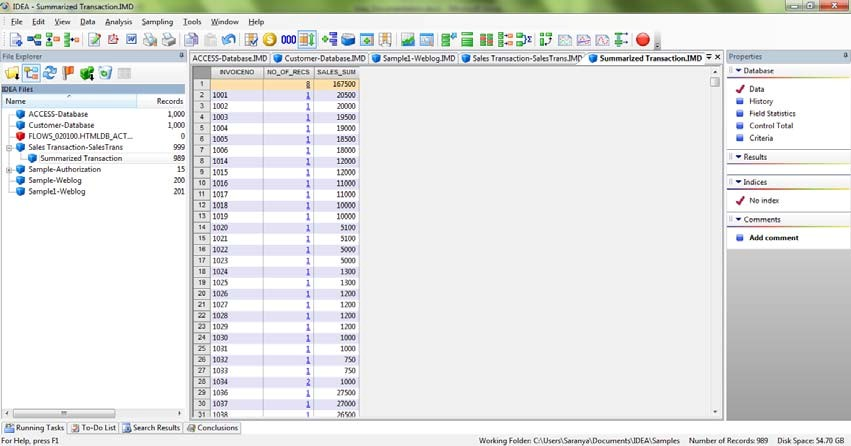 IDEA - Summarized Transaction.IMD
File Edit View Data Analysis Sampling Tools Window Help
File Explorer
IDEA Files
Name Records
ACCESS-Database 1,000
Customer-Database 1,000
FLOWS_020100.HTMLDB_ACT... 0
Sales Transaction-SalesTrans 999
Summarized Transaction 989
Sample-Authorization 15
Sample-Weblog 200
Sample1-Weblog 201
ACCESS-Database.IMD Customer-Database.IMD Sample1-Weblog.IMD Sales Transaction-SalesTrans.IMD Summarized Transaction.IMD
INVOICENO NO_OF_RECS SALES_SUM
1 8 167500
2 1001 1 20500
3 1002 1 20000
4 1003 1 19500
5 1004 1 19000
6 1005 1 18500
7 1006 1 18000
8 1014 1 12000
9 1015 1 12000
10 1016 1 11000
11 1017 1 11000
12 1018 1 10000
13 1019 1 10000
14 1020 1 5100
15 1021 1 5100
16 1022 1 5000
17 1023 1 5000
18 1024 1 1300
19 1025 1 1300
20 1026 1 1200
21 1027 1 1200
22 1028 1 1200
23 1029 1 1200
24 1030 1 1000
25 1031 1 1000
26 1032 1 750
27 1033 1 750
28 1034 2 1000
29 1036 1 27500
30 1037 1 27000
31 1038 1 26500
Properties
Database
Data
History
Field Statistics
Control Total
Criteria
Results
Indices
No index
Comments
Add comment
Running Tasks To-Do List Search Results Conclusions
For Help, press F1 Working Folder: C:\Users\Saranya\Documents\IDEA\Samples Number of Records: 989 Disk Space: 54.70 GB